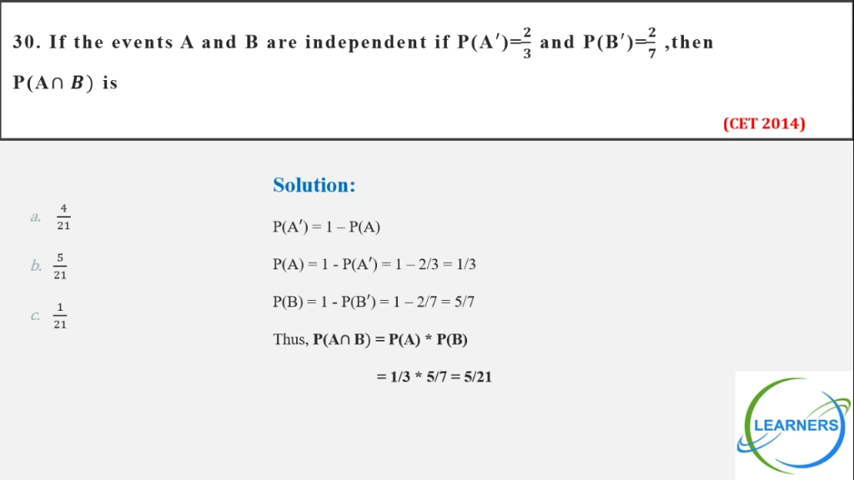 30. If the events A and B are independent if P(A′)=2/3 and P(B′)=2/7 ,then
P(A∩ B) is
(CET 2014)
Solution:
a. 4/21
b. 5/21
c. 1/21
P(A′) = 1 – P(A)
P(A) = 1 - P(A′) = 1 – 2/3 = 1/3
P(B) = 1 - P(B′) = 1 – 2/7 = 5/7
Thus, P(A∩ B) = P(A) * P(B)
= 1/3 * 5/7 = 5/21
LEARNERS